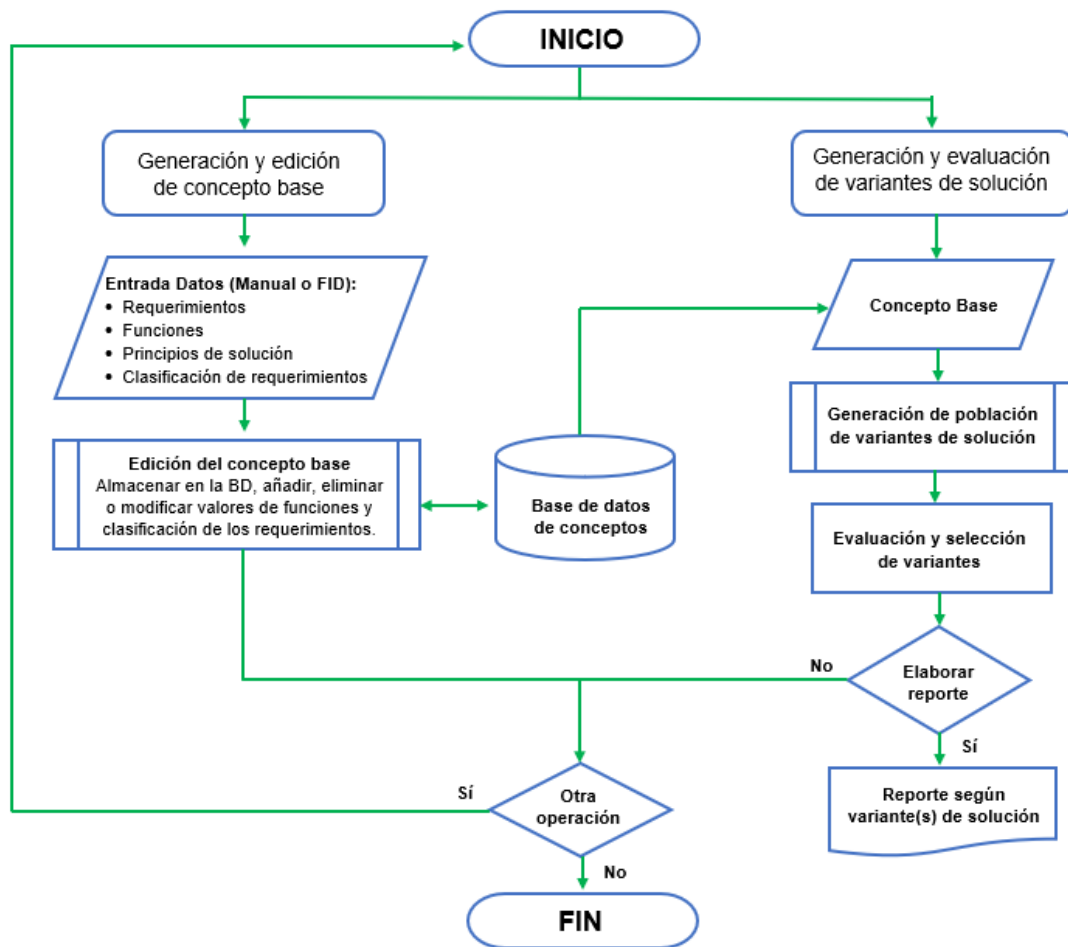 INICIO
Generación y edición
de concepto base
Generación y evaluación
de variantes de solución
Entrada Datos (Manual o FID):
• Requerimientos
• Funciones
• Principios de solución
• Clasificación de requerimientos
Concepto Base
Edición del concepto base
Almacenar en la BD, añadir, eliminar
o modificar valores de funciones y
clasificación de los requerimientos.
Base de datos
de conceptos
Generación de población
de variantes de solución
Evaluación y selección
de variantes
No
Elaborar
reporte
Sí
Reporte según
variante(s) de solución
Sí
Otra
operación
No
FIN